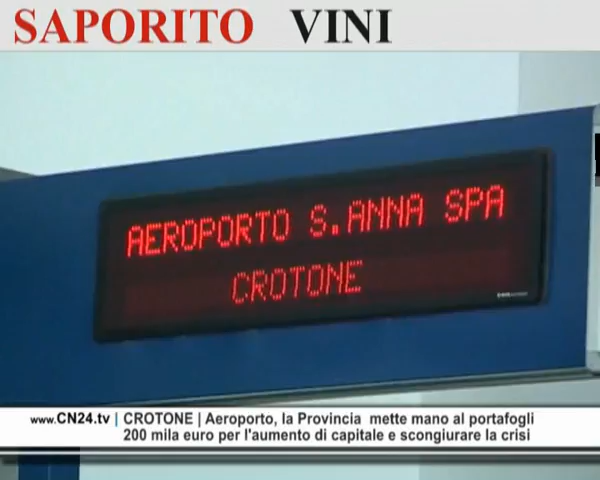 SAPORITO VINI
AEROPORTO S.ANNA SPA
CROTONE
www.CN24.tv | CROTONE | Aeroporto, la Provincia mette mano al portafogli
200 mila euro per l'aumento di capitale e scongiurare la crisi